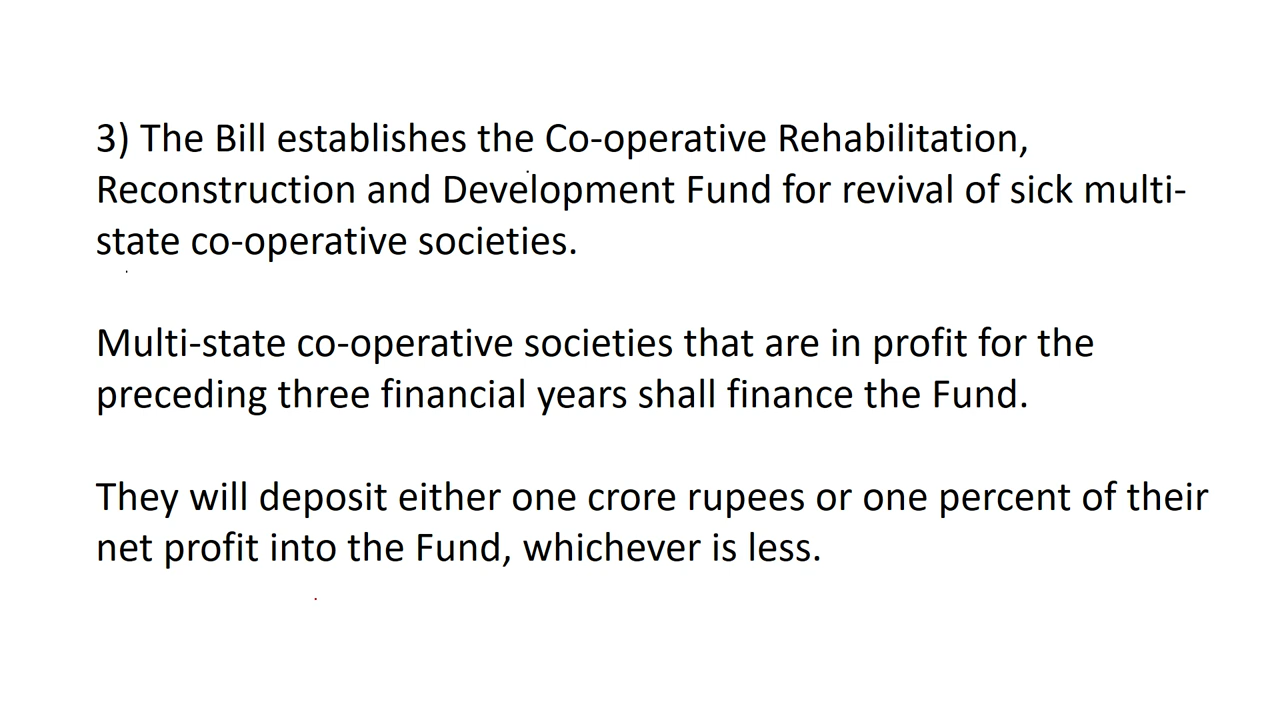 3) The Bill establishes the Co-operative Rehabilitation,
Reconstruction and Development Fund for revival of sick multi-
state co-operative societies.
Multi-state co-operative societies that are in profit for the
preceding three financial years shall finance the Fund.
They will deposit either one crore rupees or one percent of their
net profit into the Fund, whichever is less.